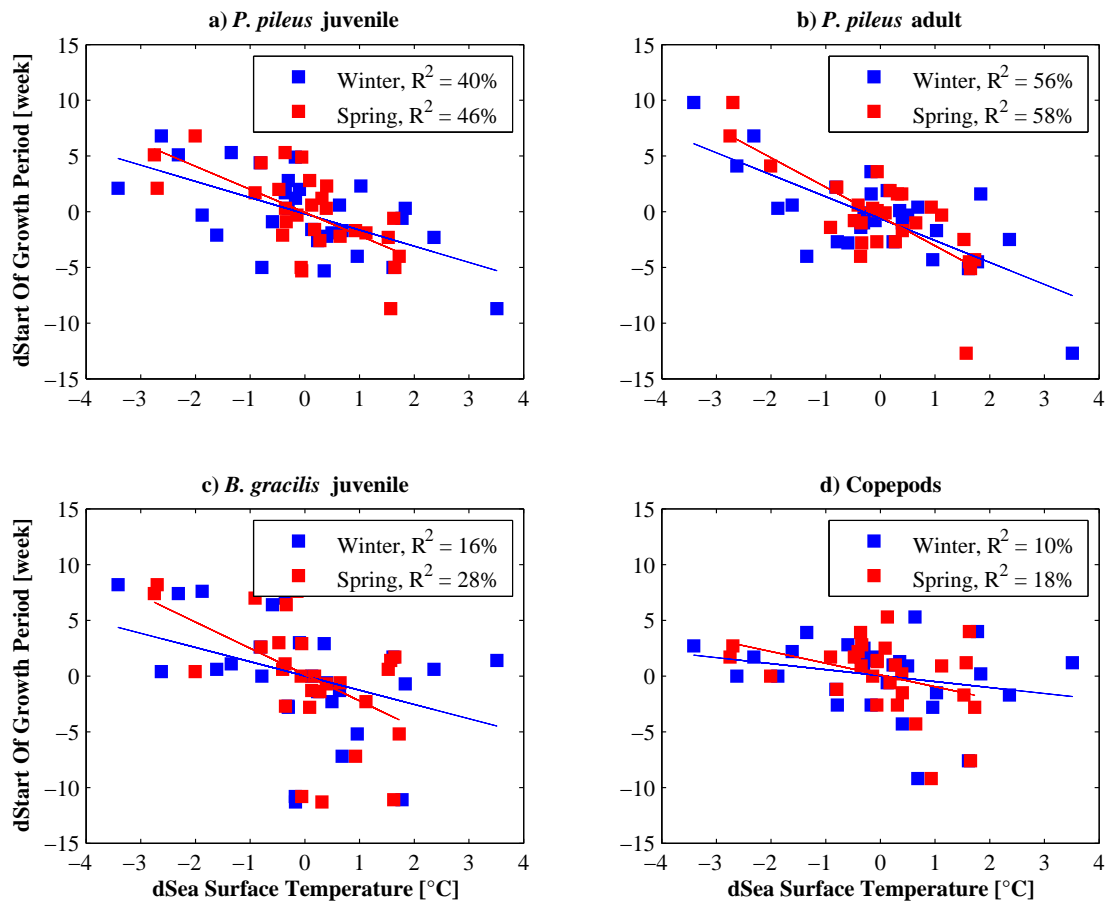 a) P. pileus juvenile
b) P. pileus adult
dStart Of Growth Period [week]
15
10
5
0
−5
−10
−15
−4 −3 −2 −1 0 1 2 3 4
Winter, R² = 40%
Spring, R² = 46%
15
10
5
0
−5
−10
−15
−4 −3 −2 −1 0 1 2 3 4
Winter, R² = 56%
Spring, R² = 58%
c) B. gracilis juvenile
d) Copepods
dStart Of Growth Period [week]
15
10
5
0
−5
−10
−15
−4 −3 −2 −1 0 1 2 3 4
Winter, R² = 16%
Spring, R² = 28%
dSea Surface Temperature [°C]
15
10
5
0
−5
−10
−15
−4 −3 −2 −1 0 1 2 3 4
Winter, R² = 10%
Spring, R² = 18%
dSea Surface Temperature [°C]